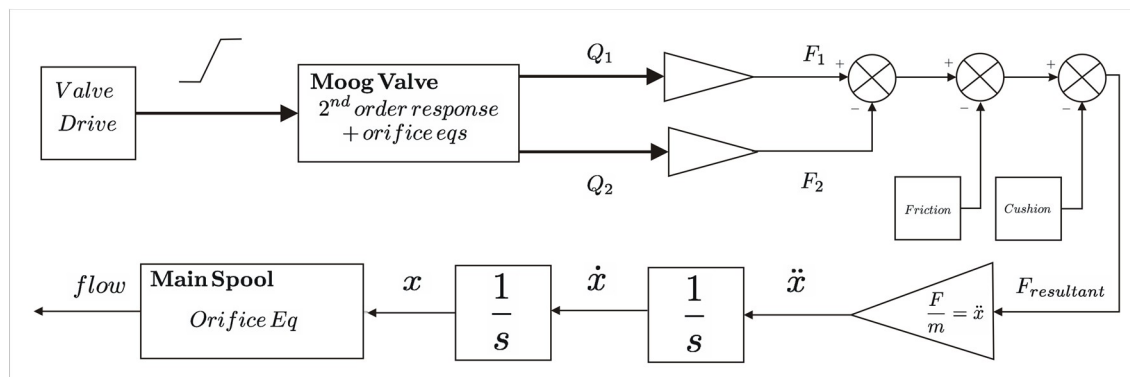 Valve
Drive
Moog Valve
2nd order response
+ orifice eqs
Q1
Q2
F1
F2
+
−
+
−
+
−
Friction
Cushion
flow
Main Spool
Orifice Eq
x
1
s
ẋ
1
s
ẍ
F
m
= ẍ
Fresultant